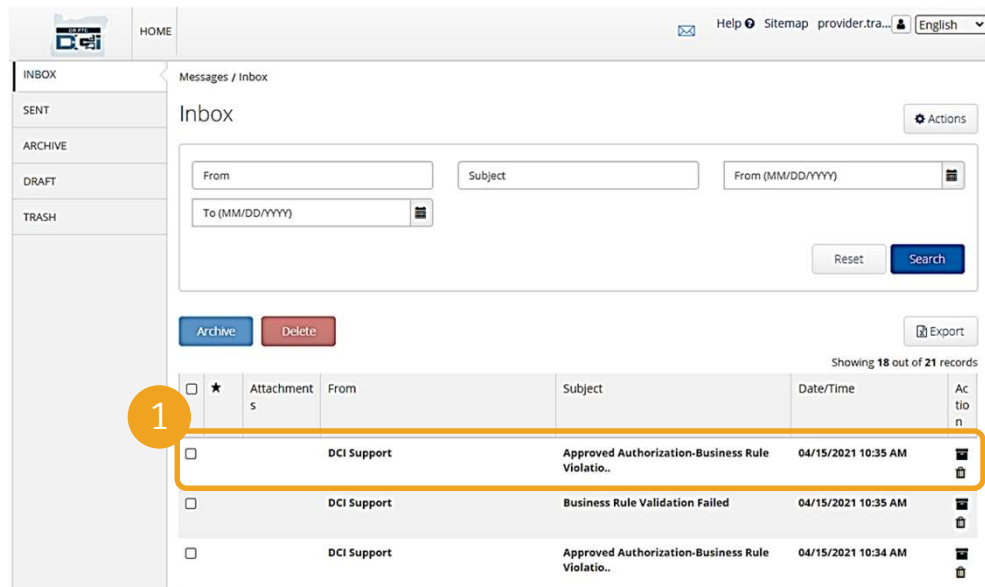 OR PTC
DCi
HOME
Help Sitemap provider.tra... English
INBOX
SENT
ARCHIVE
DRAFT
TRASH
Messages / Inbox
Inbox
Actions
From Subject From (MM/DD/YYYY)
To (MM/DD/YYYY)
Reset Search
Archive Delete Export
Showing 18 out of 21 records
Attachment From Subject Date/Time Ac
s tio
n
1
DCI Support Approved Authorization-Business Rule 04/15/2021 10:35 AM
Violatio..
DCI Support Business Rule Validation Failed 04/15/2021 10:35 AM
DCI Support Approved Authorization-Business Rule 04/15/2021 10:34 AM
Violatio..